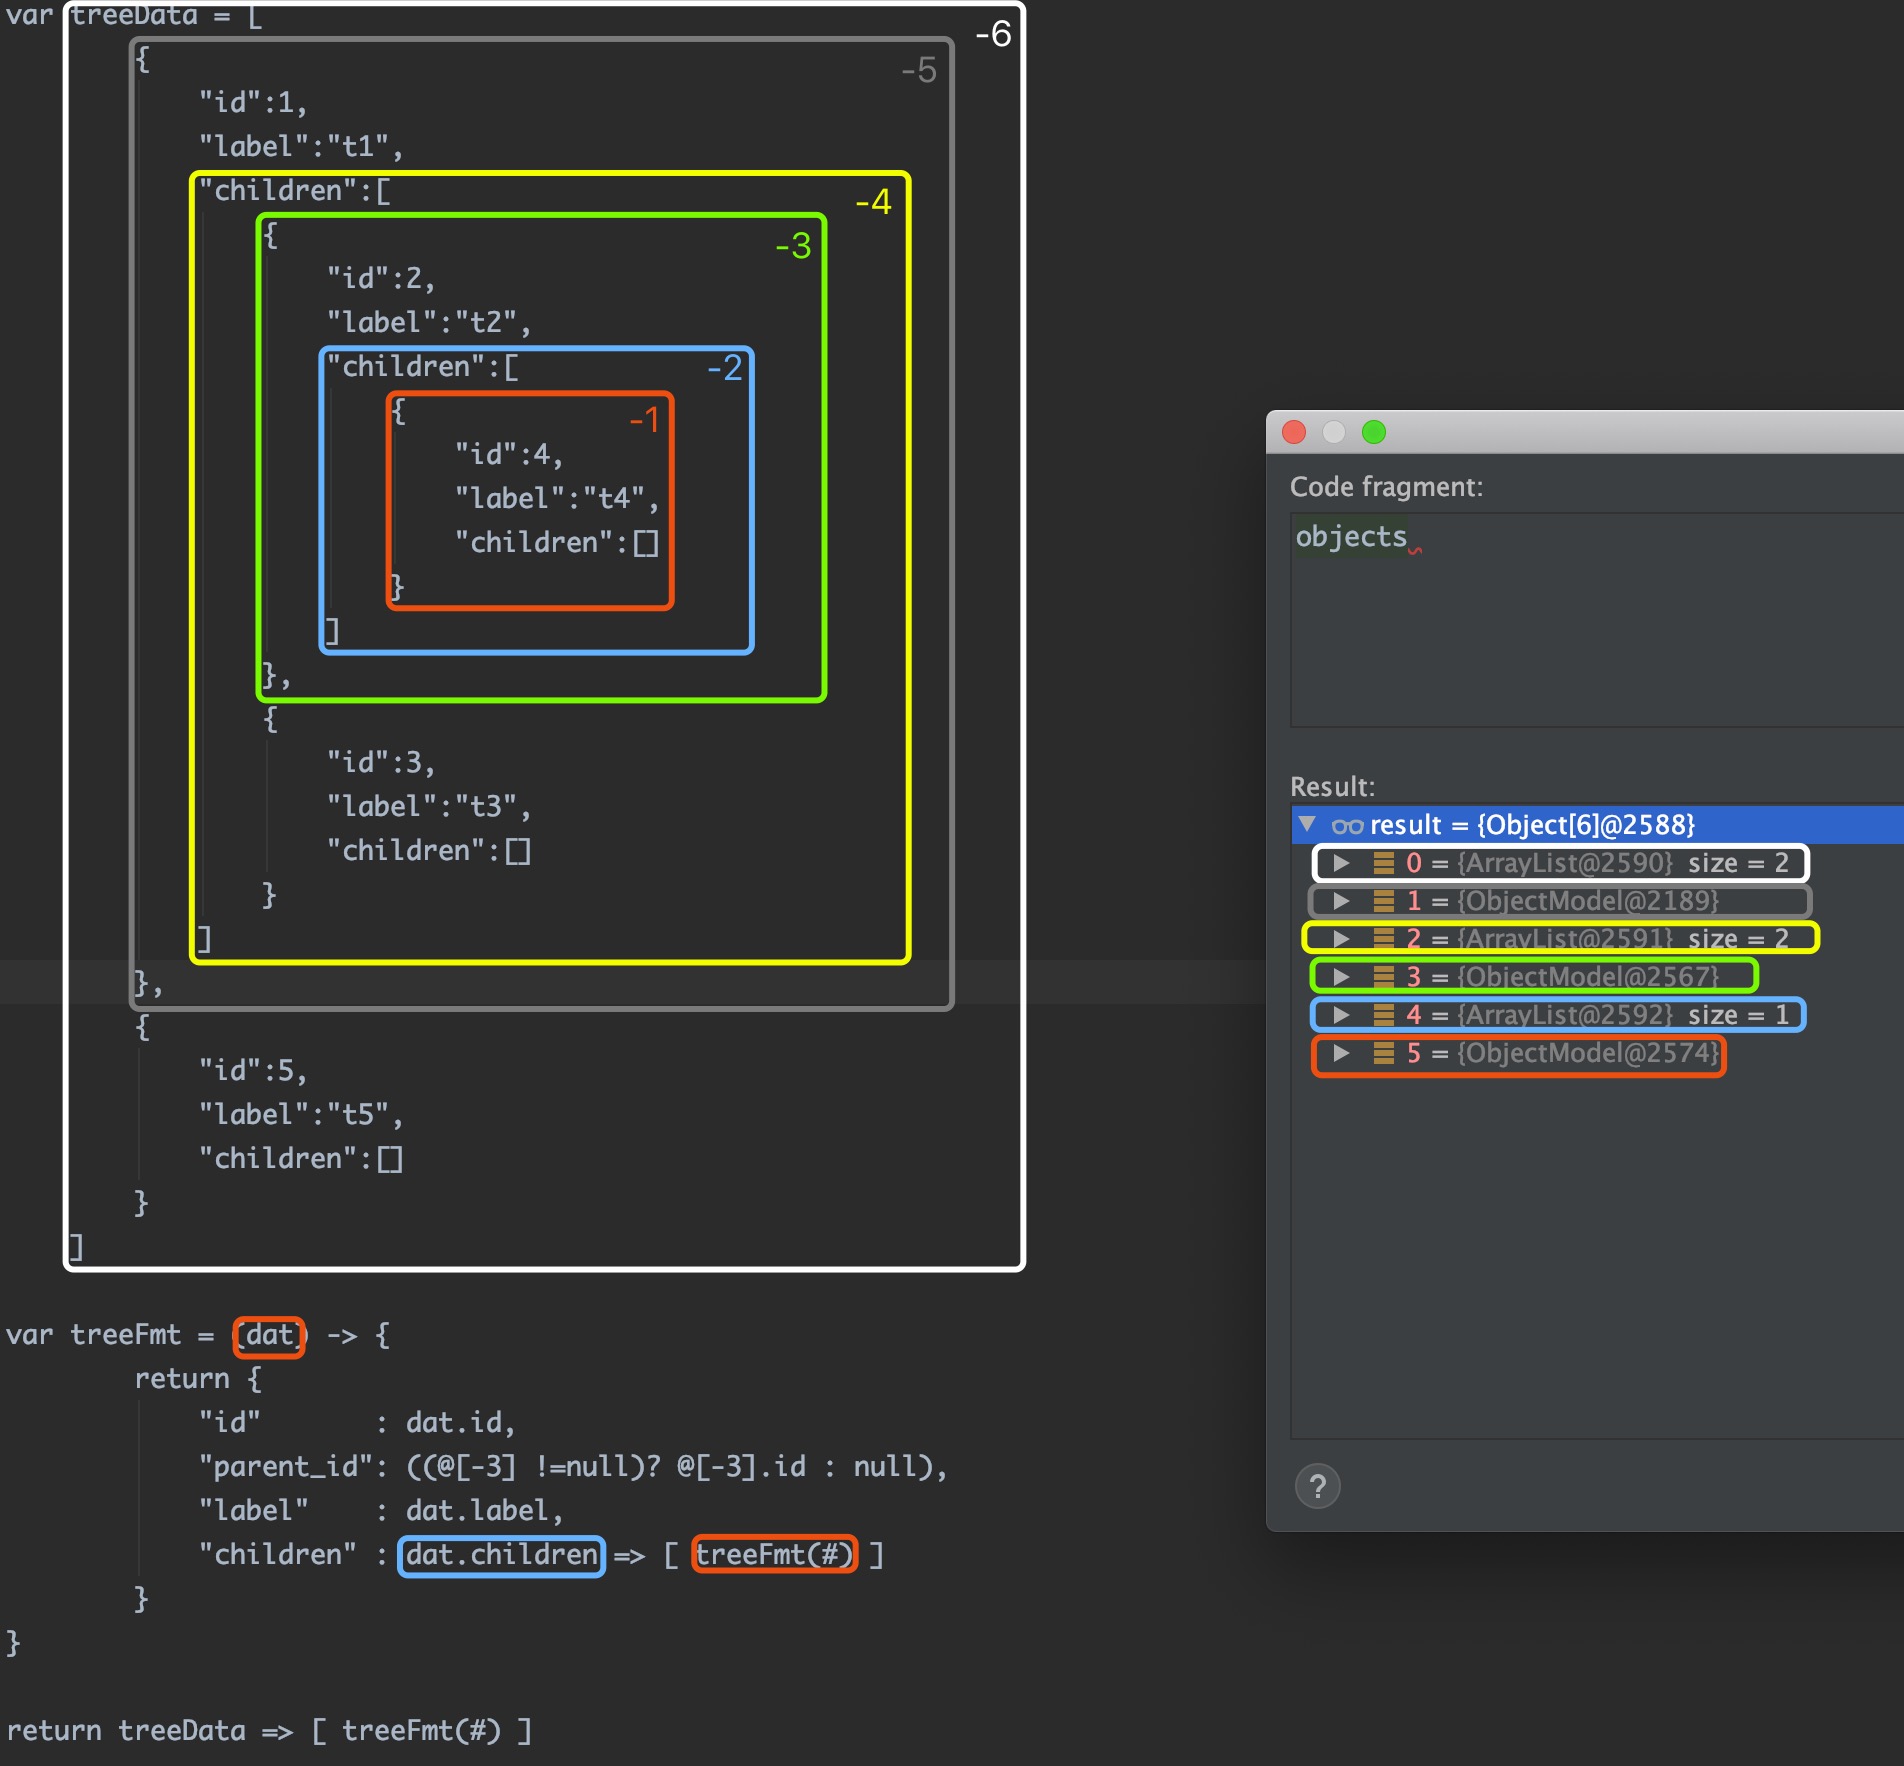 var treeData = [
-6
{
-5
"id":1,
"label":"t1",
"children":[
-4
{
-3
"id":2,
"label":"t2",
"children":[
-2
{
-1
"id":4,
"label":"t4",
"children":[]
}
]
},
{
"id":3,
"label":"t3",
"children":[]
}
]
},
{
"id":5,
"label":"t5",
"children":[]
}
]
var treeFmt = (dat) -> {
return {
"id" : dat.id,
"parent_id": ((@[-3] !=null)? @[-3].id : null),
"label" : dat.label,
"children" : dat.children => [ treeFmt(#) ]
}
}
return treeData => [ treeFmt(#) ]
Code fragment:
objects
Result:
result = {Object[6]@2588}
0 = {ArrayList@2590} size = 2
1 = {ObjectModel@2189}
2 = {ArrayList@2591} size = 2
3 = {ObjectModel@2567}
4 = {ArrayList@2592} size = 1
5 = {ObjectModel@2574}
?